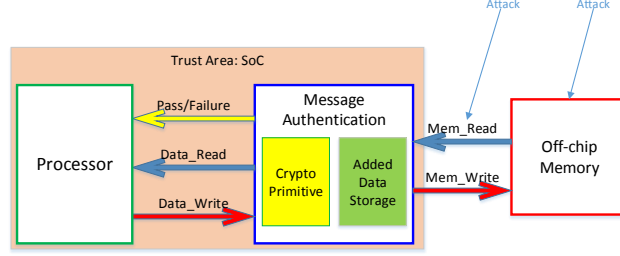 Attack
Attack
Trust Area: SoC
Processor
Pass/Failure
Data_Read
Data_Write
Message
Authentication
Crypto
Primitive
Added
Data
Storage
Mem_Read
Mem_Write
Off-chip
Memory